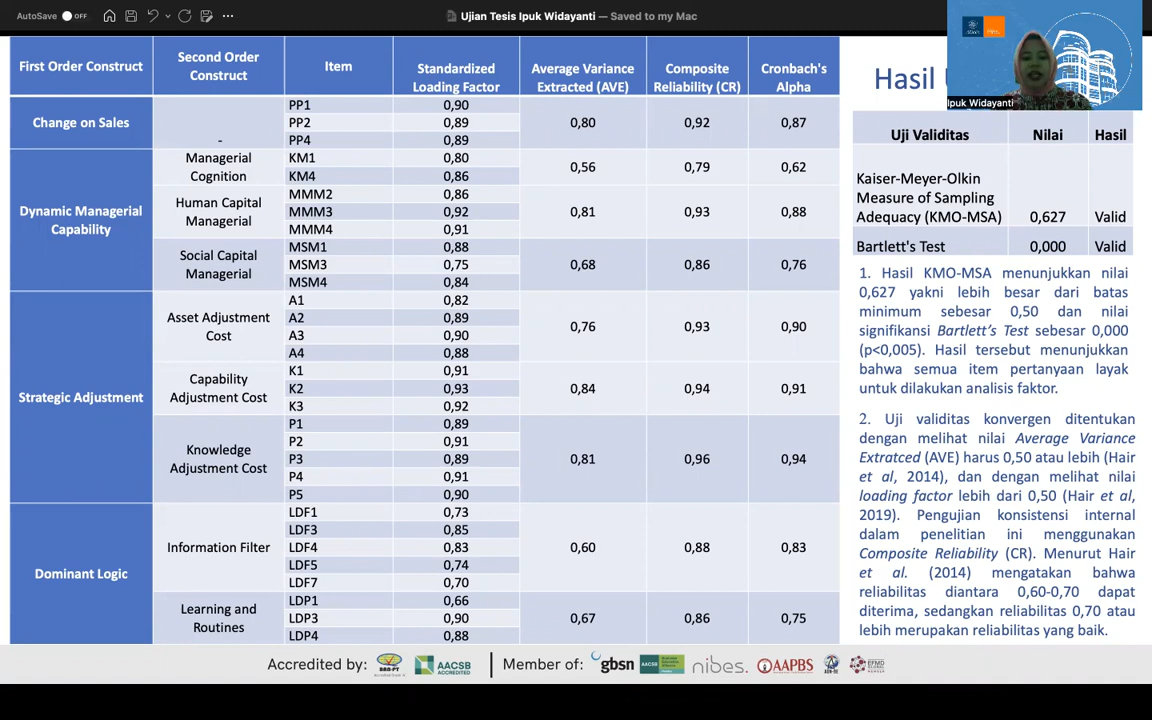 AutoSave OFF
Ujian Tesis Ipuk Widayanti — Saved to my Mac
First Order Construct
Second Order
Construct
Item
Standardized
Loading Factor
Average Variance
Extracted (AVE)
Composite
Reliability (CR)
Cronbach's
Alpha
Change on Sales
-
PP1 0,90
PP2 0,89
PP4 0,89
0,80 0,92 0,87
Dynamic Managerial
Capability
Managerial
Cognition
KM1 0,80
KM4 0,86
0,56 0,79 0,62
Human Capital
Managerial
MMM2 0,86
MMM3 0,92
MMM4 0,91
0,81 0,93 0,88
Social Capital
Managerial
MSM1 0,88
MSM3 0,75
MSM4 0,84
0,68 0,86 0,76
Strategic Adjustment
Asset Adjustment
Cost
A1 0,82
A2 0,89
A3 0,90
A4 0,88
0,76 0,93 0,90
Capability
Adjustment Cost
K1 0,91
K2 0,93
K3 0,92
0,84 0,94 0,91
Knowledge
Adjustment Cost
P1 0,89
P2 0,91
P3 0,89
P4 0,91
P5 0,90
0,81 0,96 0,94
Dominant Logic
Information Filter
LDF1 0,73
LDF3 0,85
LDF4 0,83
LDF5 0,74
LDF7 0,70
0,60 0,88 0,83
Learning and
Routines
LDP1 0,66
LDP3 0,90
LDP4 0,88
0,67 0,86 0,75
Hasil
Ipuk Widayanti
Uji Validitas Nilai Hasil
Kaiser-Meyer-Olkin
Measure of Sampling
Adequacy (KMO-MSA) 0,627 Valid
Bartlett's Test 0,000 Valid
1. Hasil KMO-MSA menunjukkan nilai
0,627 yakni lebih besar dari batas
minimum sebesar 0,50 dan nilai
signifikansi Bartlett's Test sebesar 0,000
(p<0,005). Hasil tersebut menunjukkan
bahwa semua item pertanyaan layak
untuk dilakukan analisis faktor.
2. Uji validitas konvergen ditentukan
dengan melihat nilai Average Variance
Extratced (AVE) harus 0,50 atau lebih (Hair
et al, 2014), dan dengan melihat nilai
loading factor lebih dari 0,50 (Hair et al,
2019). Pengujian konsistensi internal
dalam penelitian ini menggunakan
Composite Reliability (CR). Menurut Hair
et al. (2014) mengatakan bahwa
reliabilitas diantara 0,60-0,70 dapat
diterima, sedangkan reliabilitas 0,70 atau
lebih merupakan reliabilitas yang baik.
Accredited by: AACSB ACCREDITED Member of: gbsn AACSB nibes. AAPBS EFMD GLOBAL